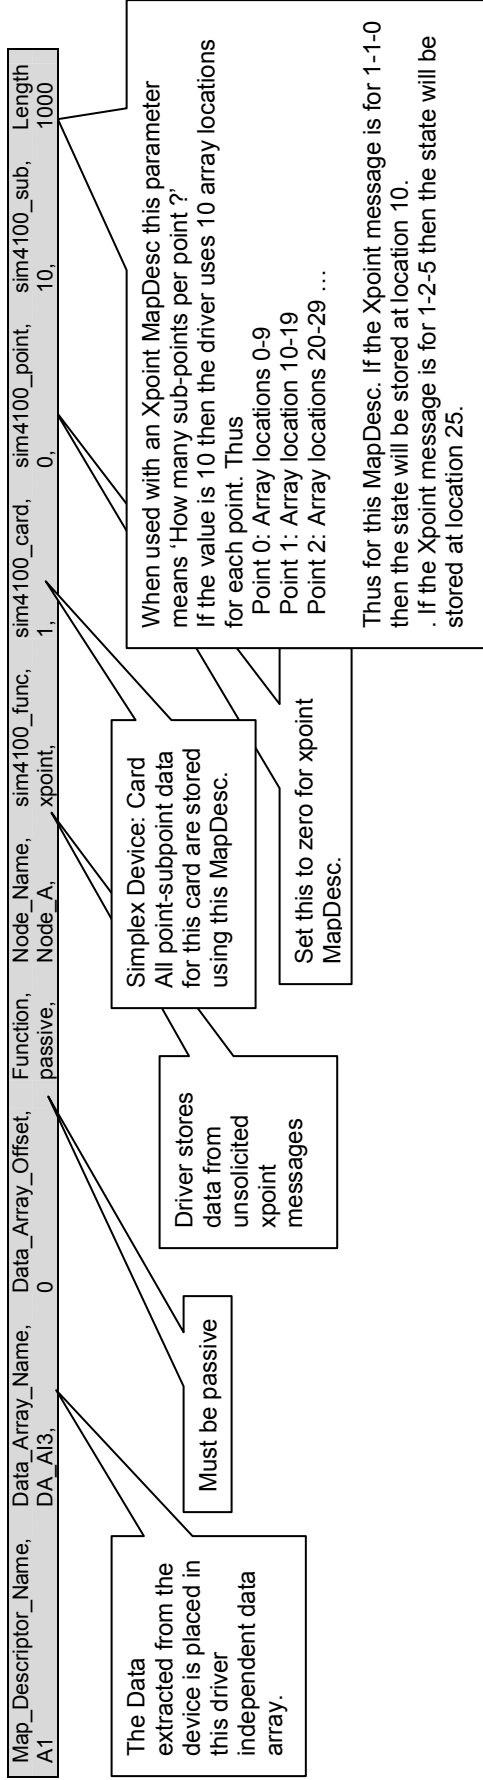 Map_Descriptor_Name, Data_Array_Name, Data_Array_Offset, Function, Node_Name, sim4100_func, sim4100_card, sim4100_point, sim4100_sub, Length
A1 DA_AI3, 0 passive, Node_A, xpoint, 1, 0, 10, 1000
The Data
extracted from the
device is placed in
this driver
independent data
array.
Must be passive
Driver stores
data from
unsolicited
xpoint
messages
Simplex Device: Card
All point-subpoint data
for this card are stored
using this MapDesc.
Set this to zero for xpoint
MapDesc.
When used with an Xpoint MapDesc this parameter
means ‘How many sub-points per point ?’
If the value is 10 then the driver uses 10 array locations
for each point. Thus
Point 0: Array locations 0-9
Point 1: Array location 10-19
Point 2: Array locations 20-29 …
Thus for this MapDesc. If the Xpoint message is for 1-1-0
then the state will be stored at location 10.
. If the Xpoint message is for 1-2-5 then the state will be
stored at location 25.